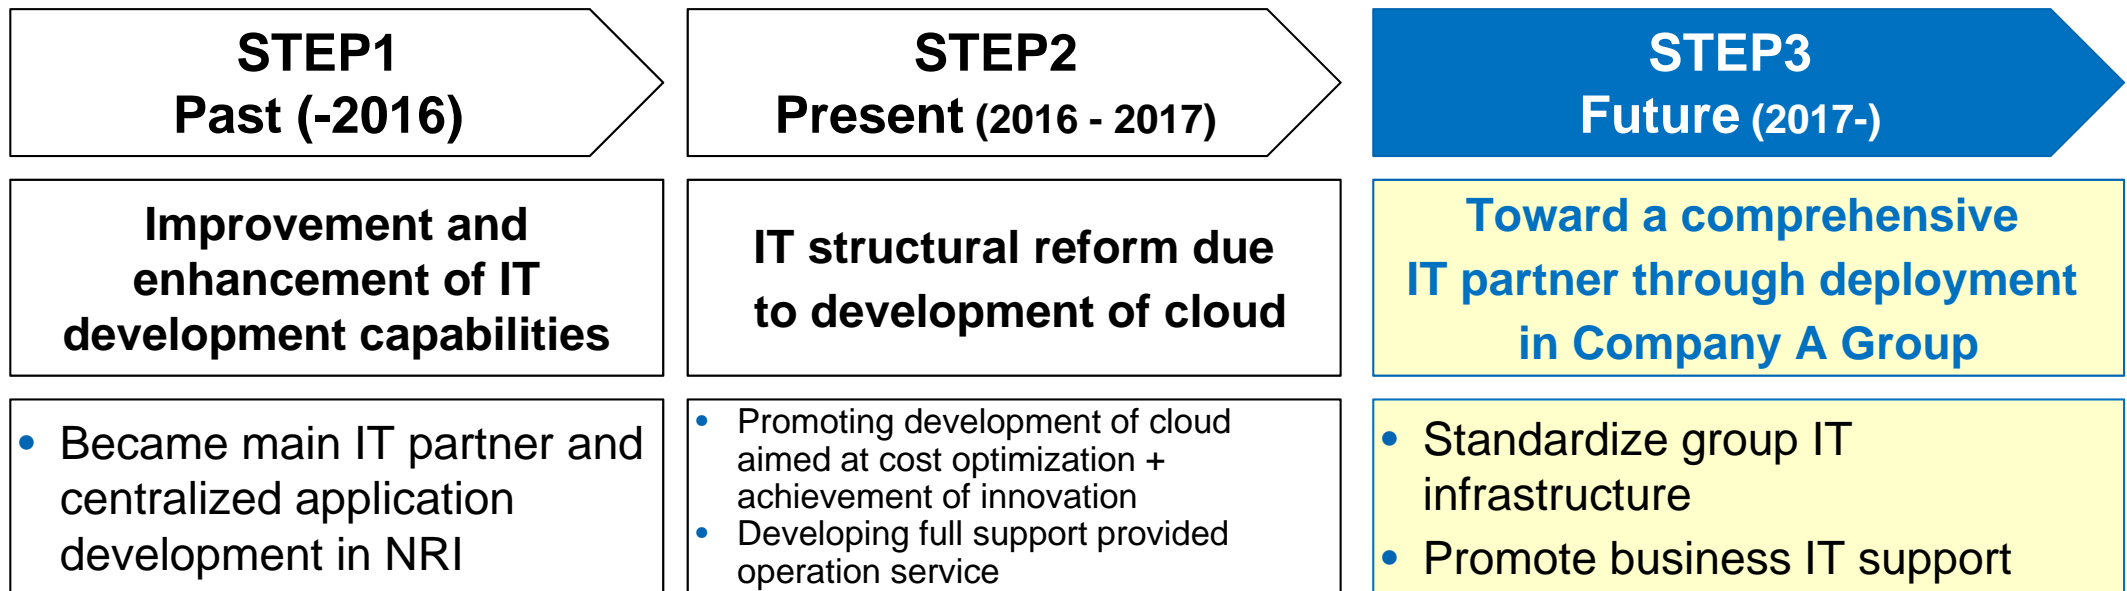 STEP1
Past (-2016)
STEP2
Present (2016 - 2017)
STEP3
Future (2017-)
Improvement and
enhancement of IT
development capabilities
IT structural reform due
to development of cloud
Toward a comprehensive
IT partner through deployment
in Company A Group
• Became main IT partner and
centralized application
development in NRI
• Promoting development of cloud
aimed at cost optimization +
achievement of innovation
• Developing full support provided
operation service
• Standardize group IT
infrastructure
• Promote business IT support